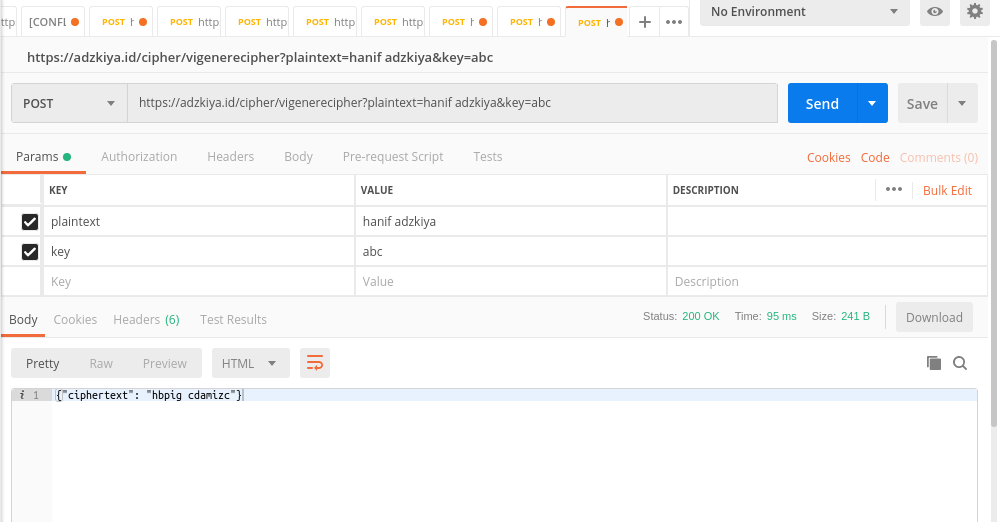 ttp [CONFL POST h POST http POST http POST http POST http POST h POST h POST h + ••• No Environment
https://adzkiya.id/cipher/vigenerecipher?plaintext=hanif adzkiya&key=abc
POST https://adzkiya.id/cipher/vigenerecipher?plaintext=hanif adzkiya&key=abc Send Save
Params Authorization Headers Body Pre-request Script Tests Cookies Code Comments (0)
KEY VALUE DESCRIPTION ••• Bulk Edit
plaintext hanif adzkiya
key abc
Key Value Description
Body Cookies Headers (6) Test Results Status: 200 OK Time: 95 ms Size: 241 B Download
Pretty Raw Preview HTML
i 1 {"ciphertext": "hbpig cdamizc"}